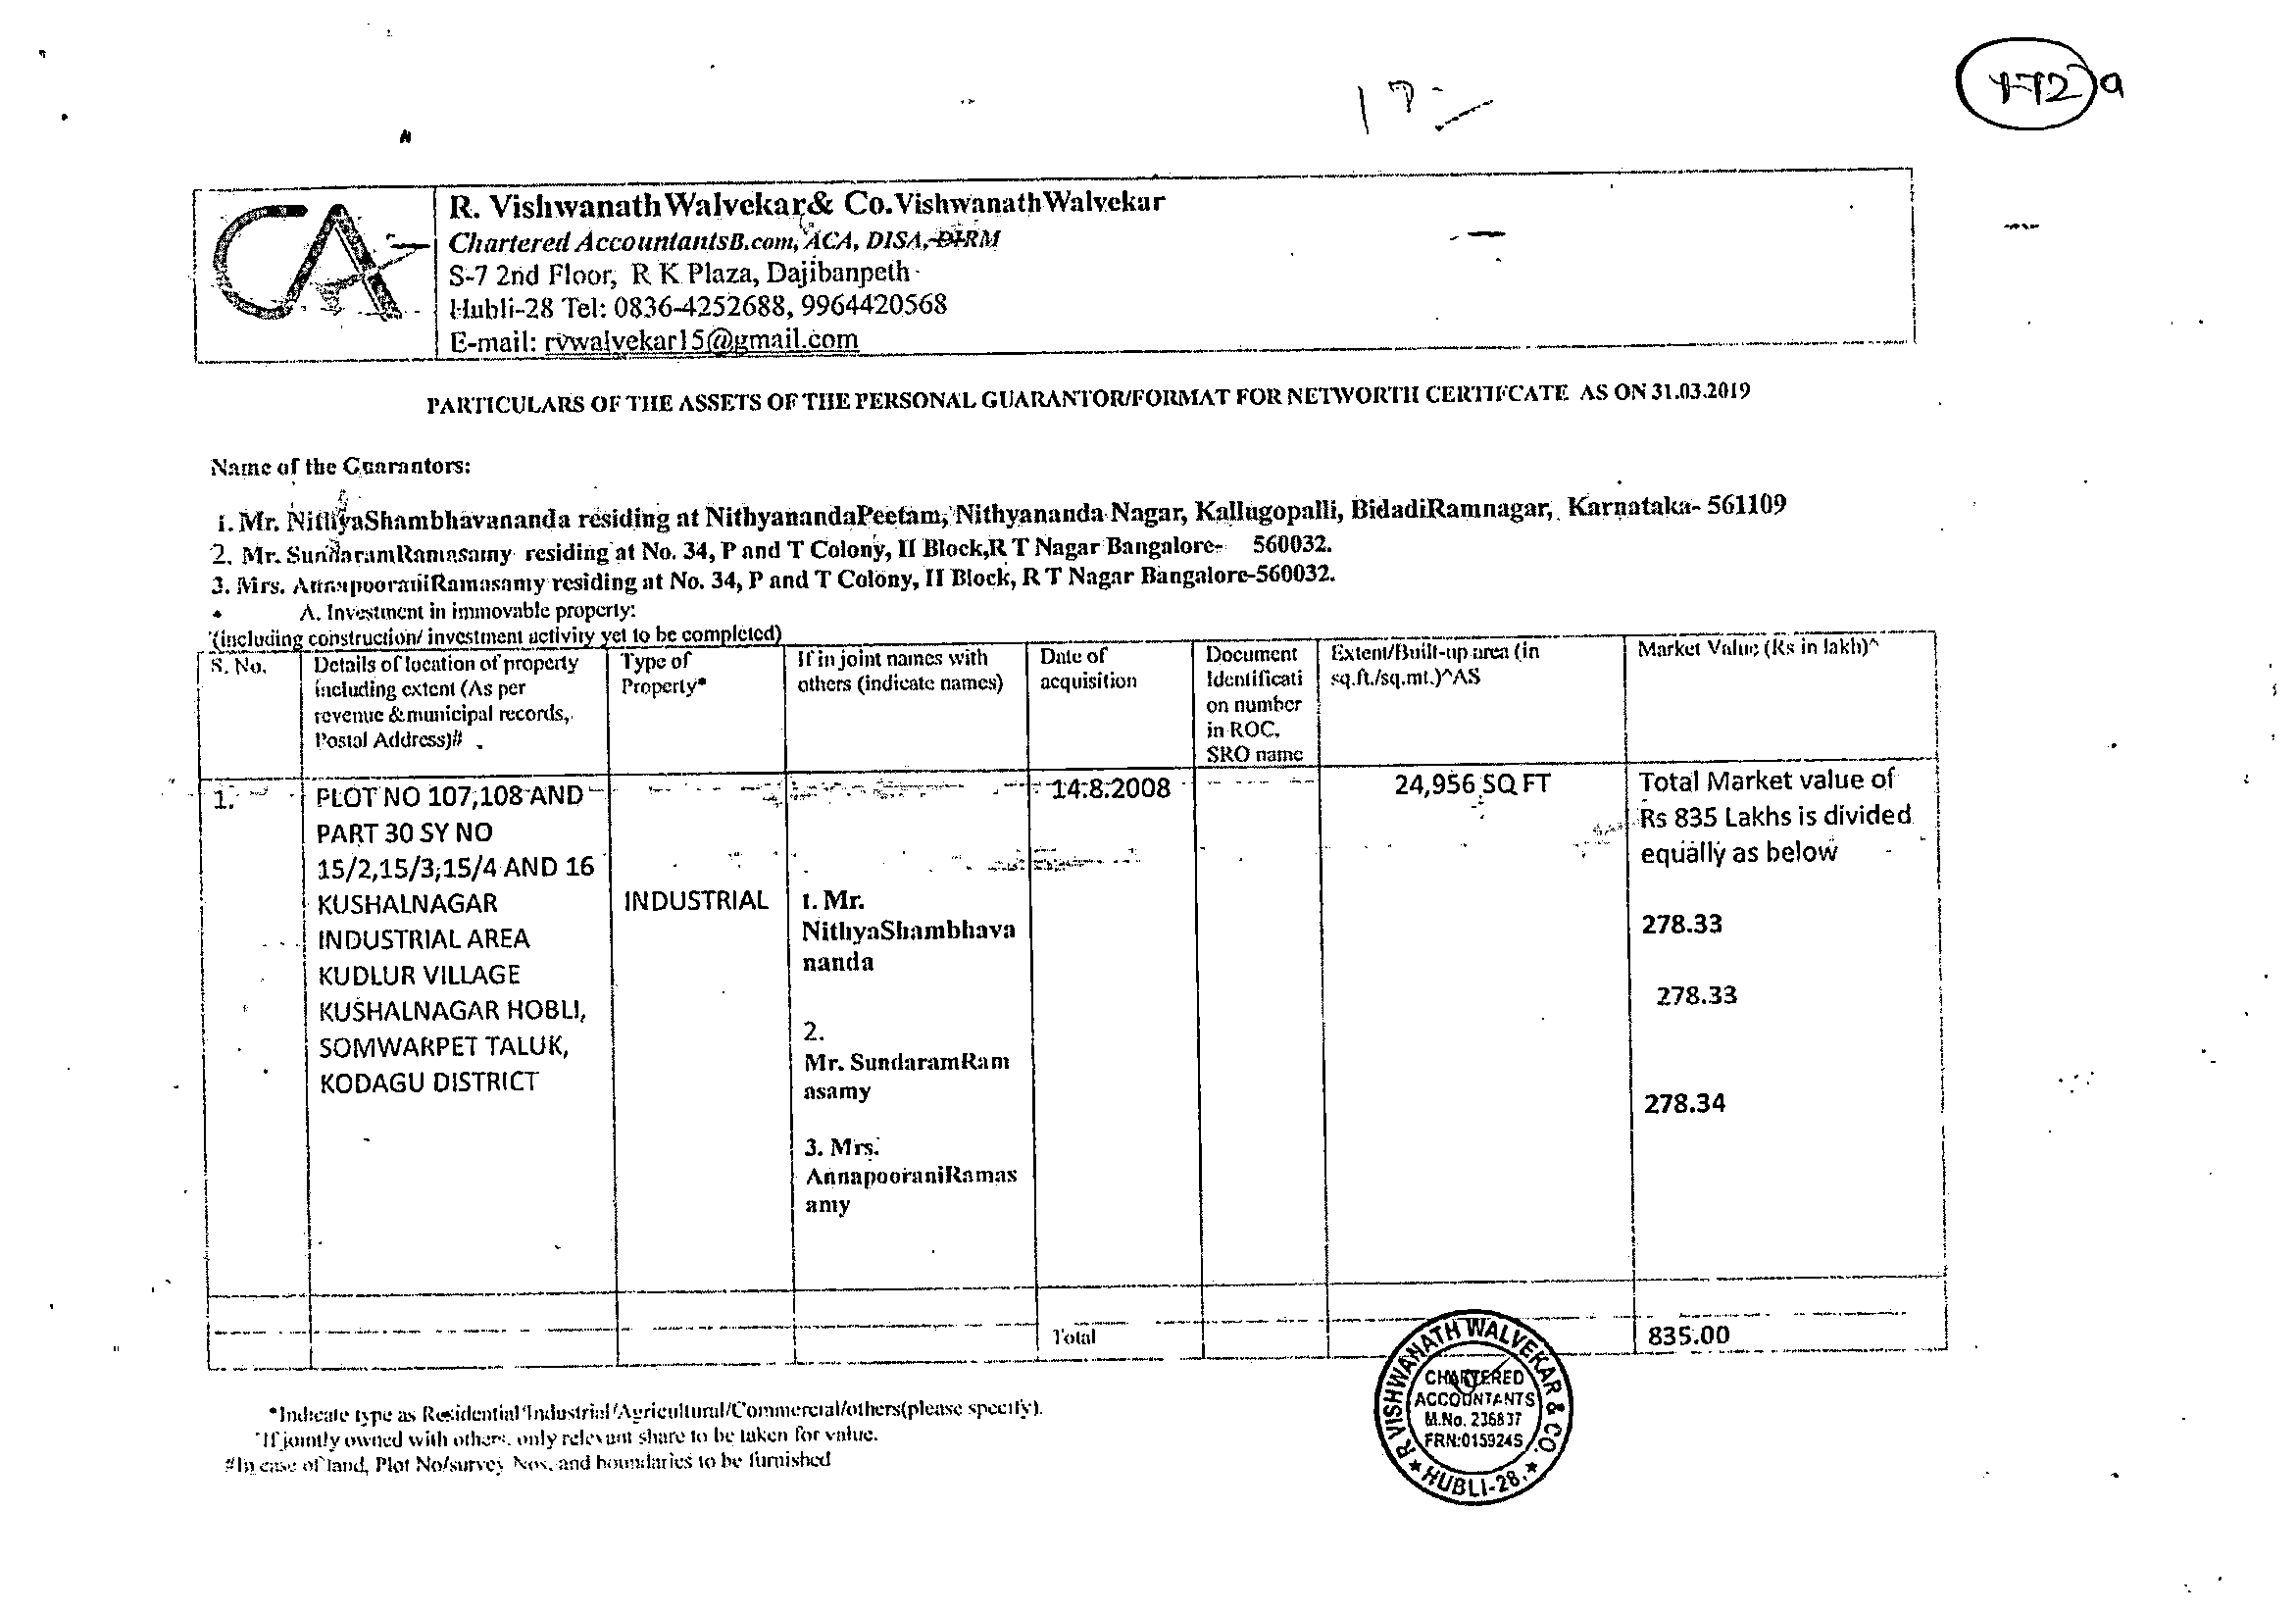 172 a
CA
R. Vishwanath Walvekar& Co.VishwanathWalvekar
Chartered AccountantsB.com, ACA, DISA, DIRM
S-7 2nd Floor, R K Plaza, Dajibanpeth
Hubli-28 Tel: 0836-4252688, 9964420568
E-mail: rvwalvekar15@gmail.com
PARTICULARS OF THE ASSETS OF THE PERSONAL GUARANTOR/FORMAT FOR NETWORTH CERTIFCATE AS ON 31.03.2019
Name of the Guarantors:
1. Mr. NithyaShambhavananda residing at NithyanandaPeetam, Nithyananda Nagar, Kallugopalli, BidadiRamnagar, Karnataka- 561109
2. Mr. SundaramRamasamy residing at No. 34, P and T Colony, II Block,R T Nagar Bangalore- 560032.
3. Mrs. AnnapooraniRamasamy residing at No. 34, P and T Colony, II Block, R T Nagar Bangalore-560032.
• A. Investment in immovable property:
(including construction/ investment activity yet to be completed)
S. No.
Details of location of property
including extent (As per
revenue & municipal records,
Postal Address)#
Type of
Property*
If in joint names with
others (indicate names)
Date of
acquisition
Document
Identificati
on number
in ROC,
SRO name
Extent/Built-up area (in
sq.ft./sq.mt.)^AS
Market Value (Rs in lakh)^
1.
PLOT NO 107,108 AND
PART 30 SY NO
15/2,15/3,15/4 AND 16
KUSHALNAGAR
INDUSTRIAL AREA
KUDLUR VILLAGE
KUSHALNAGAR HOBLI,
SOMWARPET TALUK,
KODAGU DISTRICT
INDUSTRIAL
1. Mr.
NithyaShambhava
nanda
2.
Mr. SundaramRam
asamy
3. Mrs.
AnnapooraniRamas
amy
14.8.2008
24,956 SQ FT
Total Market value of
Rs 835 Lakhs is divided
equally as below
278.33
278.33
278.34
Total
835.00
*Indicate type as Residential/Industrial/Agricultural/Commercial/others(please specify).
^If jointly owned with others, only relevant share to be taken for value.
#In case of land, Plot No/survey Nos. and boundaries to be furnished
R VISHWANATH WALVEKAR & CO.
CHARTERED
ACCOUNTANTS
M.No. 236837
FRN:015924S
★ HUBLI-28. ★